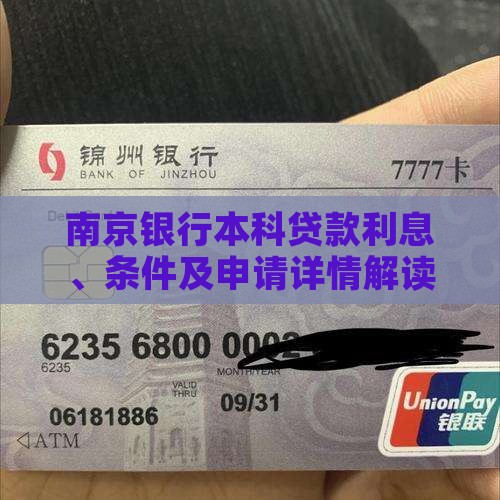 锦州银行
BANK OF JINZHOU
7777卡
De
南京银行本科贷款利息
、条件及申请详情解读
6235 6800 0002
6235
MONTH/YEAR
VALID
THRU
09/31
06181886
ATM
UnionPay
银联